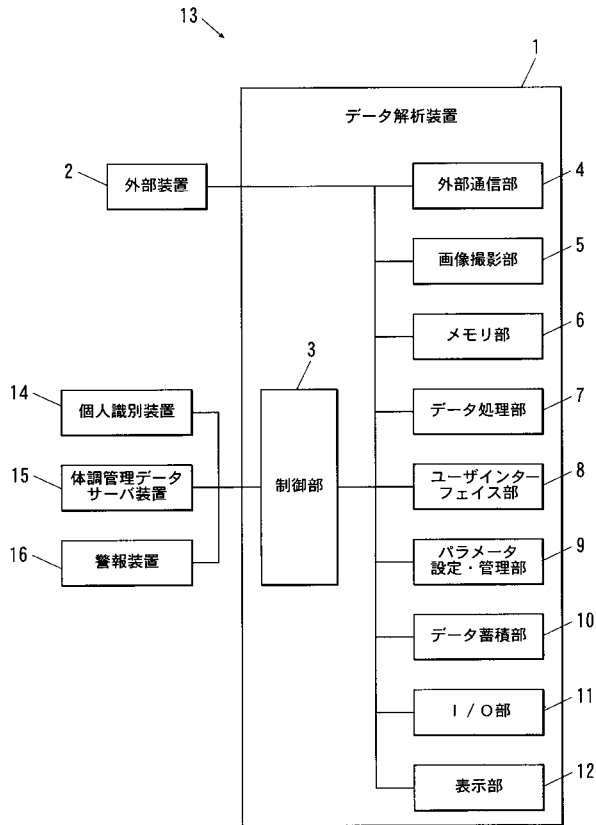 13
1
データ解析装置
2
外部装置
外部通信部
4
画像撮影部
5
メモリ部
6
3
14
個人識別装置
データ処理部
7
15
体調管理データ
サーバ装置
制御部
ユーザインター
フェイス部
8
16
警報装置
パラメータ
設定・管理部
9
データ蓄積部
10
I/O部
11
表示部
12